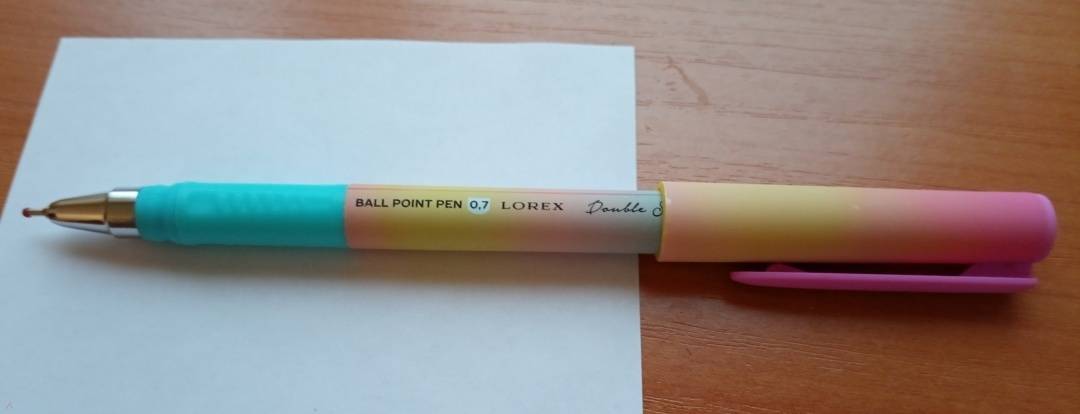 BALL POINT PEN 0,7 LOREX Double